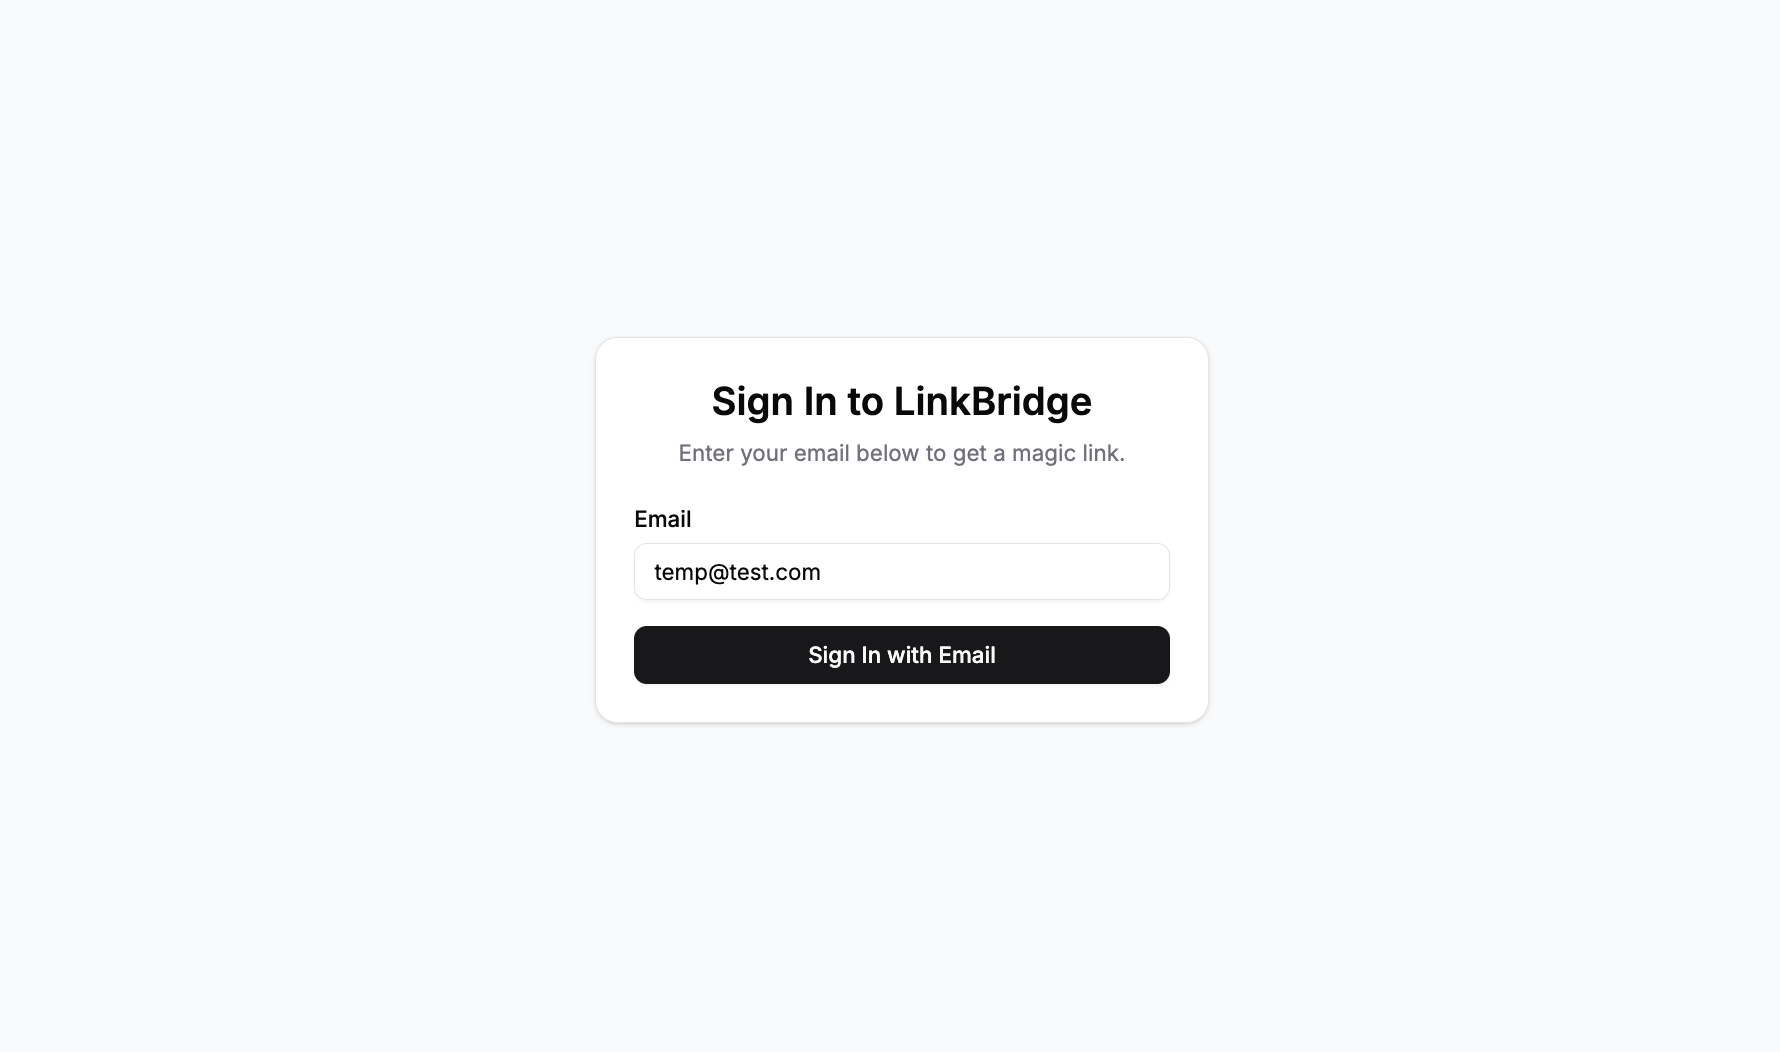 Sign In to LinkBridge
Enter your email below to get a magic link.
Email
temp@test.com
Sign In with Email